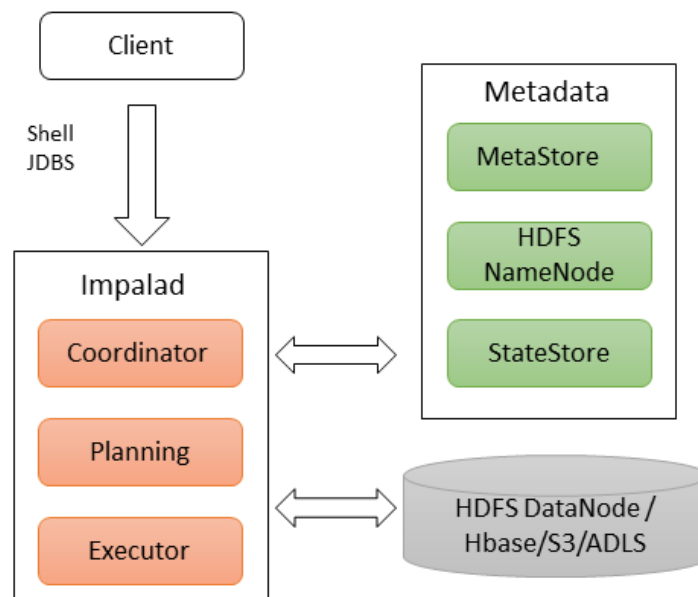 Client
Shell
JDBS
Impalad
Coordinator
Planning
Executor
Metadata
MetaStore
HDFS
NameNode
StateStore
HDFS DataNode /
Hbase/S3/ADLS